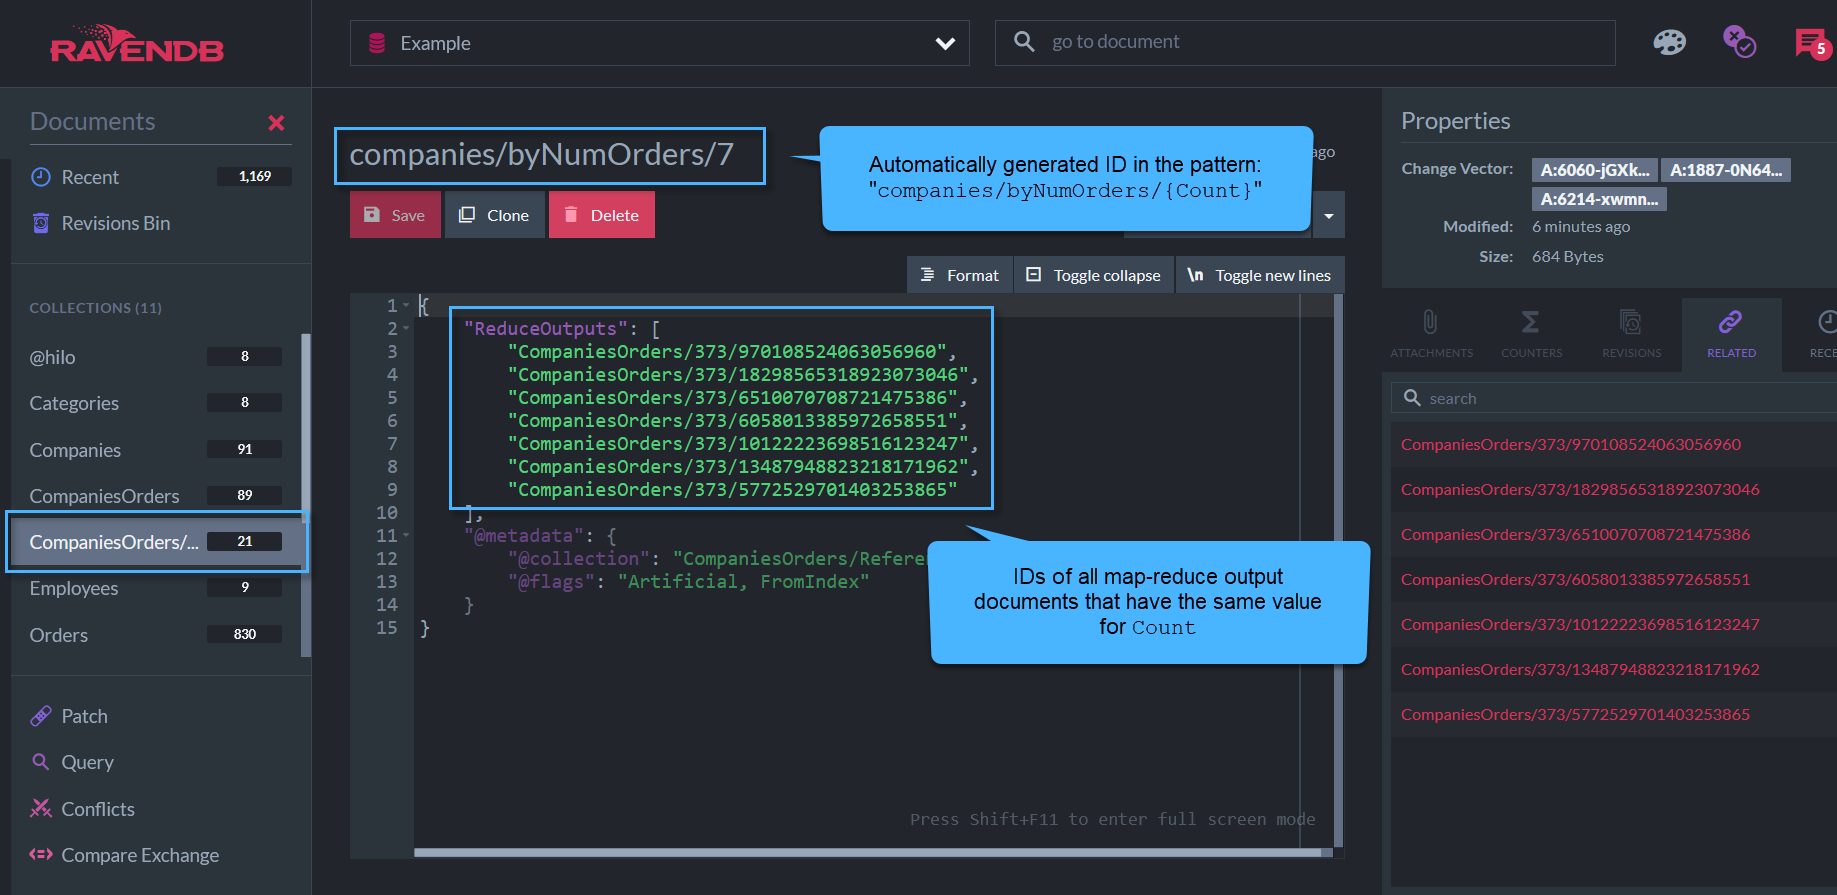 RAVENDB
Example
go to document
5
Documents
Recent 1,169
Revisions Bin
COLLECTIONS (11)
@hilo 8
Categories 8
Companies 91
CompaniesOrders 89
CompaniesOrders/... 21
Employees 9
Orders 830
Patch
Query
Conflicts
Compare Exchange
companies/byNumOrders/7
ago
Automatically generated ID in the pattern:
"companies/byNumOrders/{Count}"
Save
Clone
Delete
Format
Toggle collapse
\n Toggle new lines
1 {
2 "ReduceOutputs": [
3 "CompaniesOrders/373/970108524063056960",
4 "CompaniesOrders/373/18298565318923073046",
5 "CompaniesOrders/373/6510070708721475386",
6 "CompaniesOrders/373/6058013385972658551",
7 "CompaniesOrders/373/10122223698516123247",
8 "CompaniesOrders/373/13487948823218171962",
9 "CompaniesOrders/373/5772529701403253865"
10 ],
11 "@metadata": {
12 "@collection": "CompaniesOrders/Refere
13 "@flags": "Artificial, FromIndex"
14 }
15 }
IDs of all map-reduce output
documents that have the same value
for Count
Press Shift+F11 to enter full screen mode
Properties
Change Vector: A:6060-jGXk... A:1887-0N64...
A:6214-xwmn...
Modified: 6 minutes ago
Size: 684 Bytes
ATTACHMENTS
COUNTERS
REVISIONS
RELATED
RECE
search
CompaniesOrders/373/970108524063056960
CompaniesOrders/373/18298565318923073046
CompaniesOrders/373/6510070708721475386
CompaniesOrders/373/6058013385972658551
CompaniesOrders/373/10122223698516123247
CompaniesOrders/373/13487948823218171962
CompaniesOrders/373/5772529701403253865